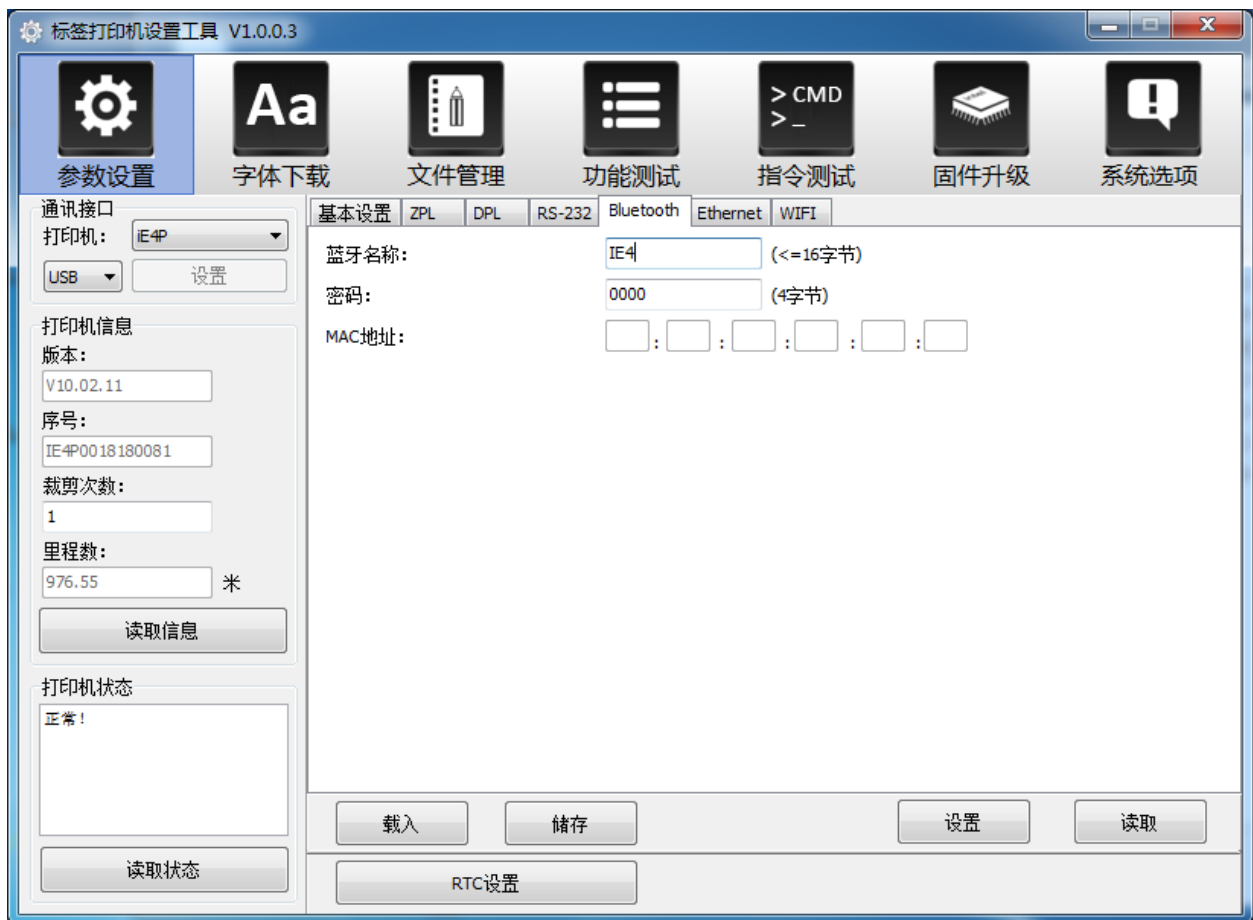 标签打印机设置工具 V1.0.0.3
Aa
> CMD
>_
参数设置
字体下载
文件管理
功能测试
指令测试
固件升级
系统选项
通讯接口
打印机： iE4P
USB 设置
打印机信息
版本：
V10.02.11
序号：
IE4P0018180081
裁剪次数：
1
里程数：
976.55 米
读取信息
打印机状态
正常!
读取状态
基本设置 ZPL DPL RS-232 Bluetooth Ethernet WIFI
蓝牙名称： IE4 (<=16字节)
密码： 0000 (4字节)
MAC地址： : : : : :
载入 储存 设置 读取
RTC设置